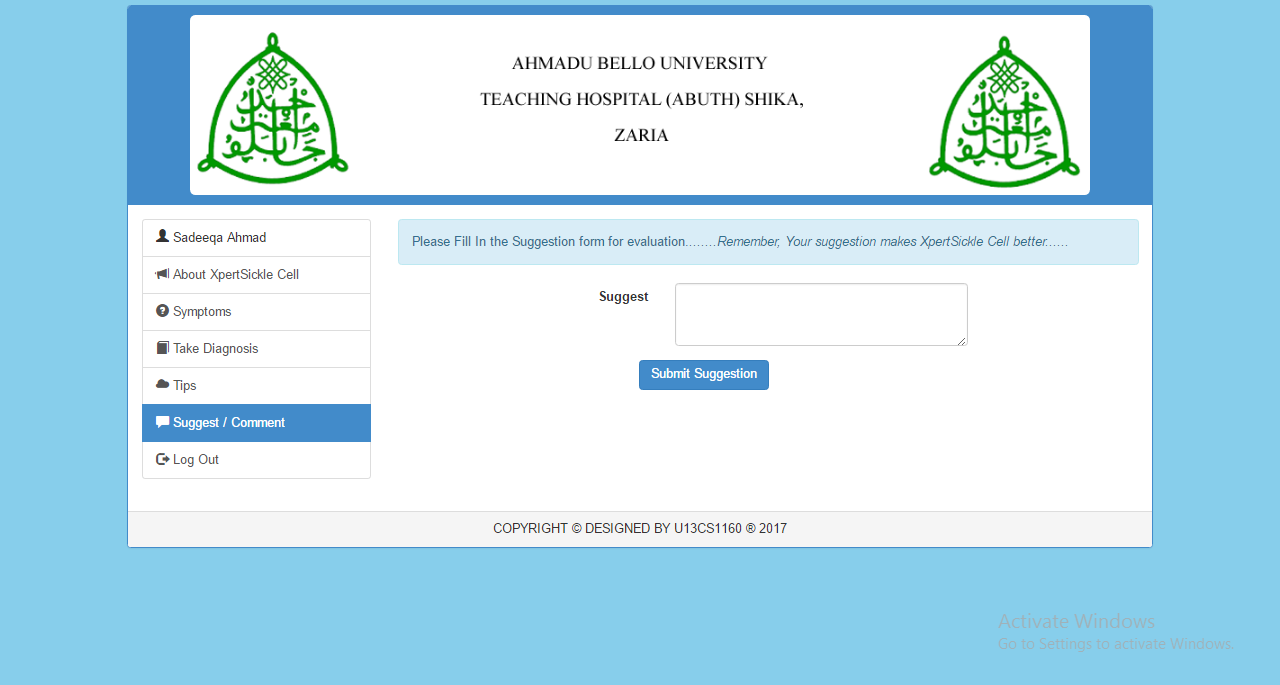 AHMADU BELLO UNIVERSITY
TEACHING HOSPITAL (ABUTH) SHIKA,
ZARIA
Sadeeqa Ahmad
About XpertSickle Cell
Symptoms
Take Diagnosis
Tips
Suggest / Comment
Log Out
Please Fill In the Suggestion form for evaluation........Remember, Your suggestion makes XpertSickle Cell better......
Suggest
Submit Suggestion
COPYRIGHT © DESIGNED BY U13CS1160 ® 2017
Activate Windows
Go to Settings to activate Windows.